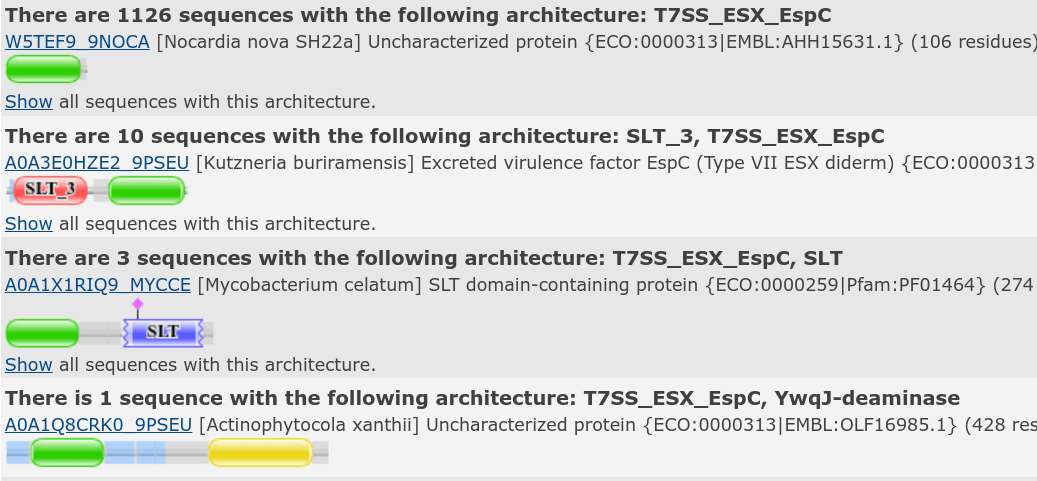 There are 1126 sequences with the following architecture: T7SS_ESX_EspC
W5TEF9_9NOCA [Nocardia nova SH22a] Uncharacterized protein {ECO:0000313|EMBL:AHH15631.1} (106 residues)
Show all sequences with this architecture.
There are 10 sequences with the following architecture: SLT_3, T7SS_ESX_EspC
A0A3E0HZE2_9PSEU [Kutzneria buriramensis] Excreted virulence factor EspC (Type VII ESX diderm) {ECO:0000313
SLT_3
Show all sequences with this architecture.
There are 3 sequences with the following architecture: T7SS_ESX_EspC, SLT
A0A1X1RIQ9_MYCCE [Mycobacterium celatum] SLT domain-containing protein {ECO:0000259|Pfam:PF01464} (274
SLT
Show all sequences with this architecture.
There is 1 sequence with the following architecture: T7SS_ESX_EspC, YwqJ-deaminase
A0A1Q8CRK0_9PSEU [Actinophytocola xanthii] Uncharacterized protein {ECO:0000313|EMBL:OLF16985.1} (428 res